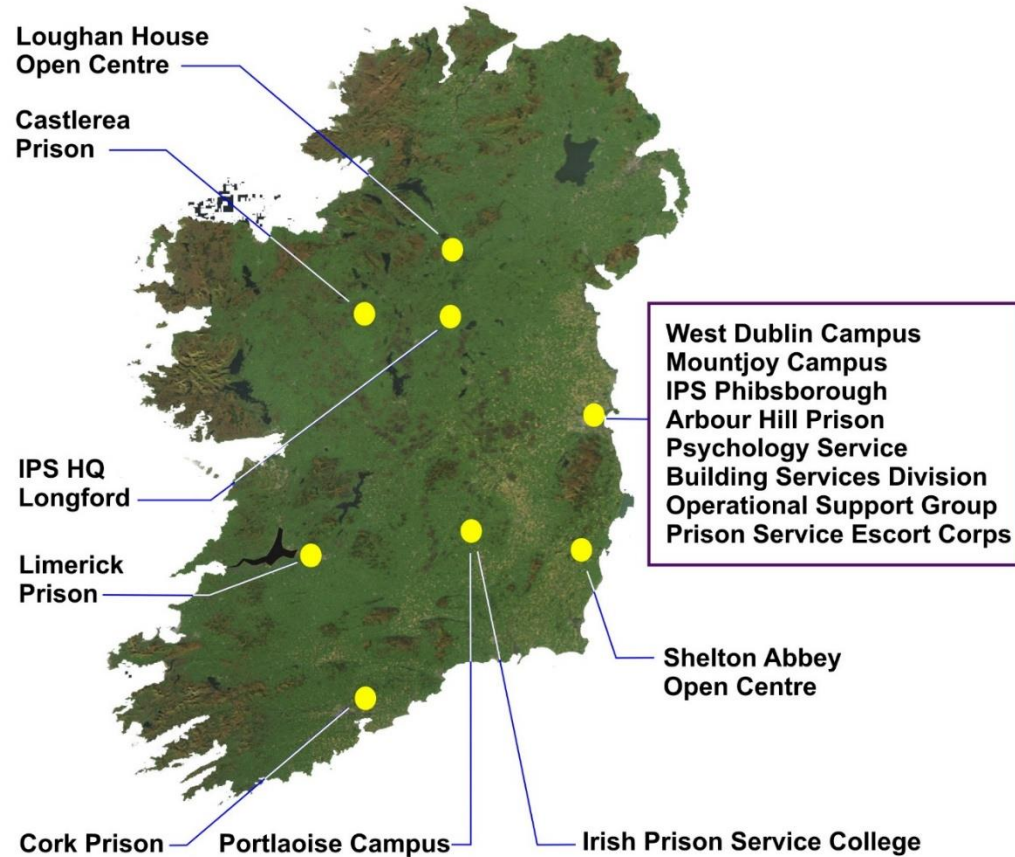 Loughan House
Open Centre
Castlerea
Prison
West Dublin Campus
Mountjoy Campus
IPS Phibsborough
Arbour Hill Prison
Psychology Service
Building Services Division
Operational Support Group
Prison Service Escort Corps
IPS HQ
Longford
Limerick
Prison
Shelton Abbey
Open Centre
Cork Prison
Portlaoise Campus
Irish Prison Service College